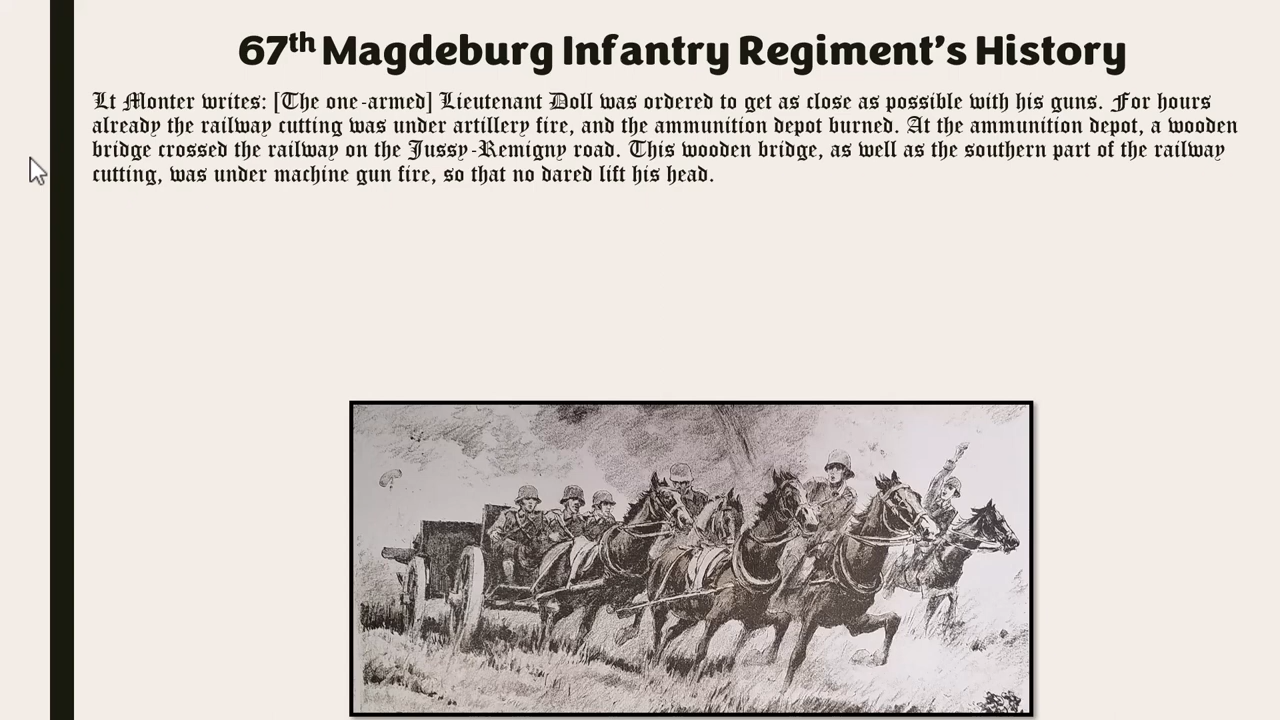 67th Magdeburg Infantry Regiment's History
Lt Monter writes: [The one-armed] Lieutenant Doll was ordered to get as close as possible with his guns. For hours
already the railway cutting was under artillery fire, and the ammunition depot burned. At the ammunition depot, a wooden
bridge crossed the railway on the Jussy-Remigny road. This wooden bridge, as well as the southern part of the railway
cutting, was under machine gun fire, so that no dared lift his head.